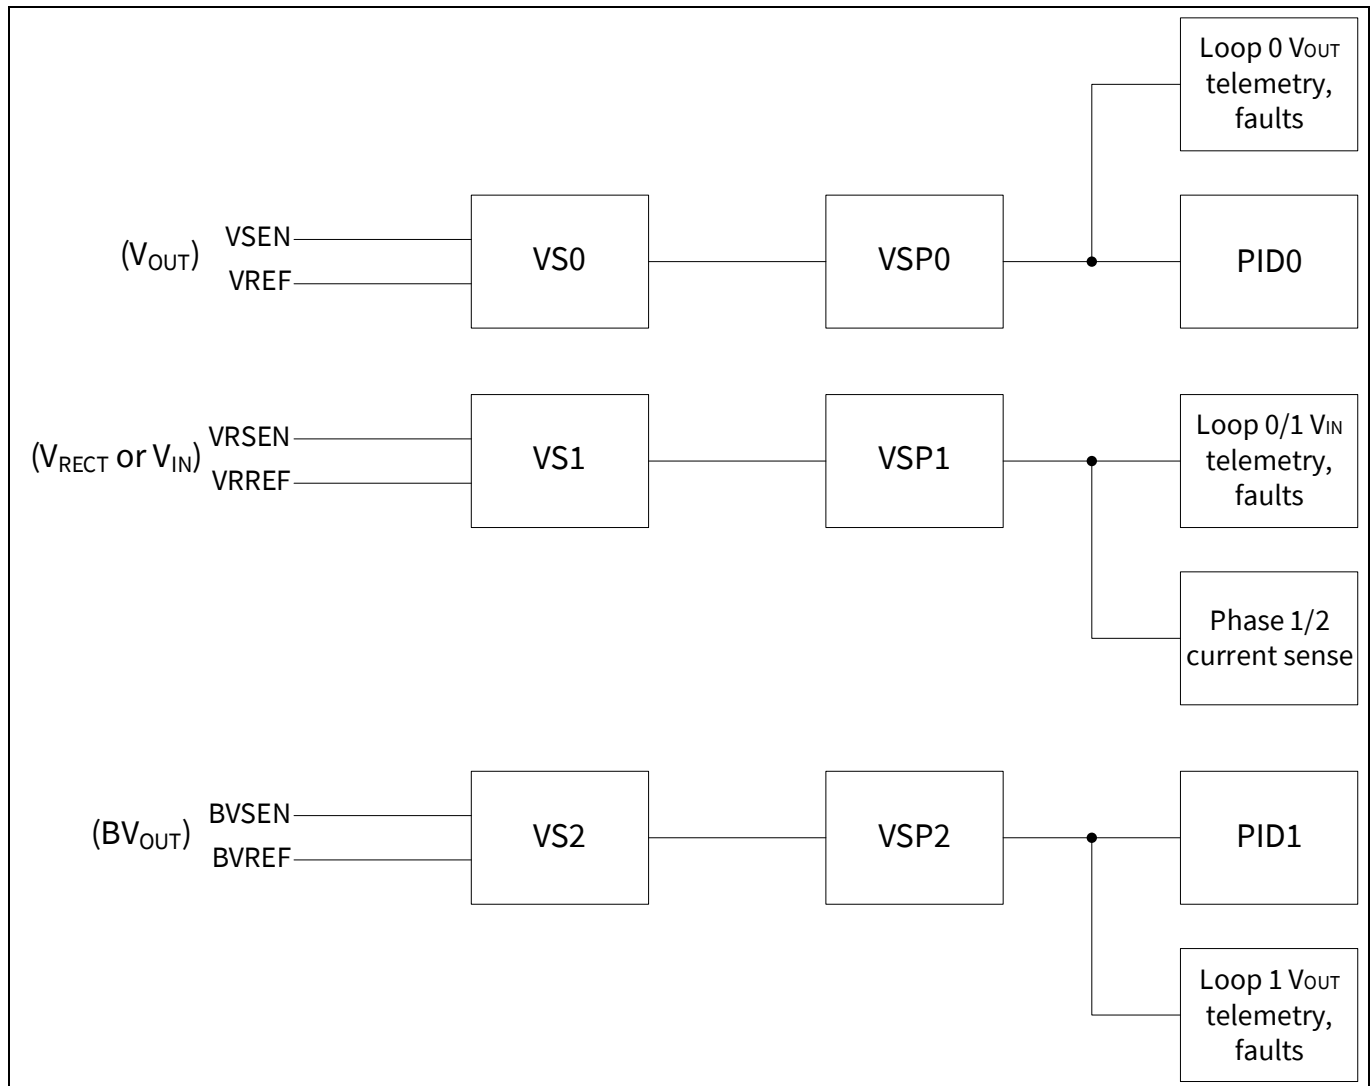 Loop 0 VOUT
telemetry,
faults
(VOUT)
VSEN
VREF
VS0
VSP0
PID0
(VRECT or VIN)
VRSEN
VRREF
VS1
VSP1
Loop 0/1 VIN
telemetry,
faults
Phase 1/2
current sense
(BVOUT)
BVSEN
BVREF
VS2
VSP2
PID1
Loop 1 VOUT
telemetry,
faults